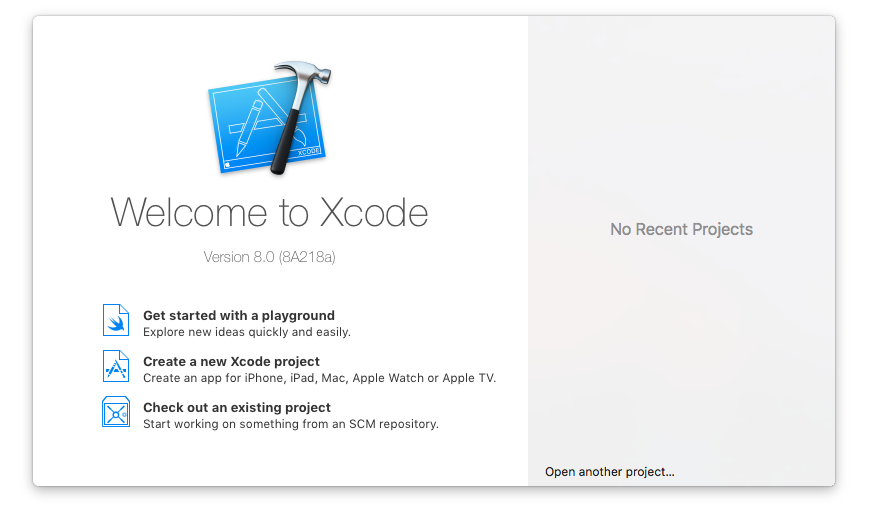 XCODE
Welcome to Xcode
Version 8.0 (8A218a)
Get started with a playground
Explore new ideas quickly and easily.
Create a new Xcode project
Create an app for iPhone, iPad, Mac, Apple Watch or Apple TV.
Check out an existing project
Start working on something from an SCM repository.
No Recent Projects
Open another project...